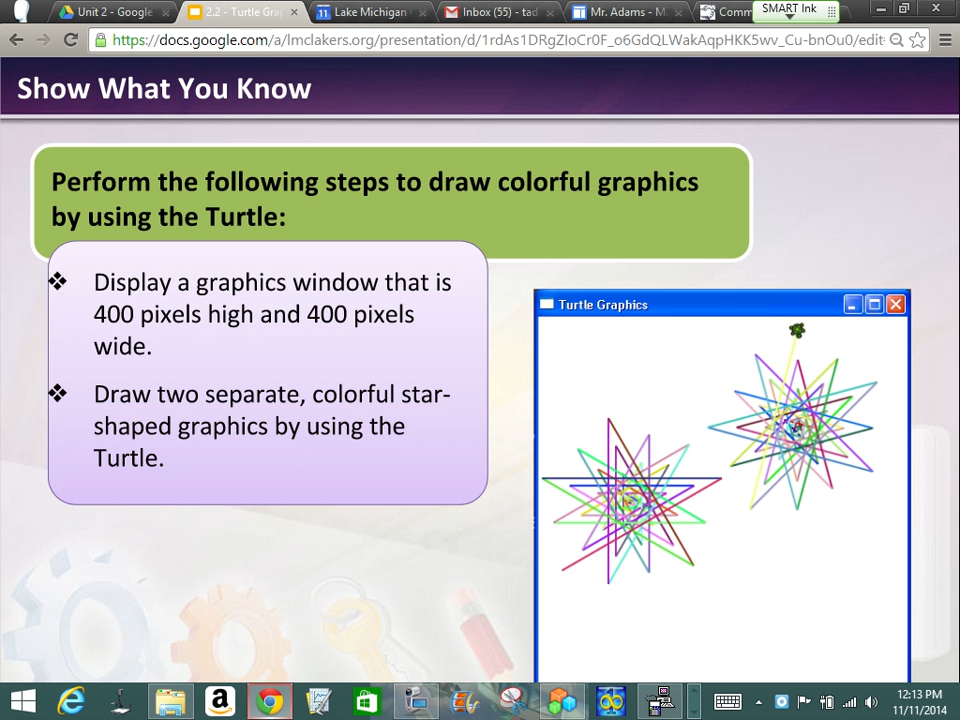 Unit 2 - Google
2.2 - Turtle Gra
11
Lake Michigan
Inbox (55) - tad
Mr. Adams - M
Comm
SMART Ink
https://docs.google.com/a/lmclakers.org/presentation/d/1rdAs1DRgZIoCr0F_o6GdQLWakAqpHKK5wv_Cu-bnOu0/edit
Show What You Know
Perform the following steps to draw colorful graphics
by using the Turtle:
❖ Display a graphics window that is
400 pixels high and 400 pixels
wide.
❖ Draw two separate, colorful star-
shaped graphics by using the
Turtle.
Turtle Graphics
12:13 PM
11/11/2014